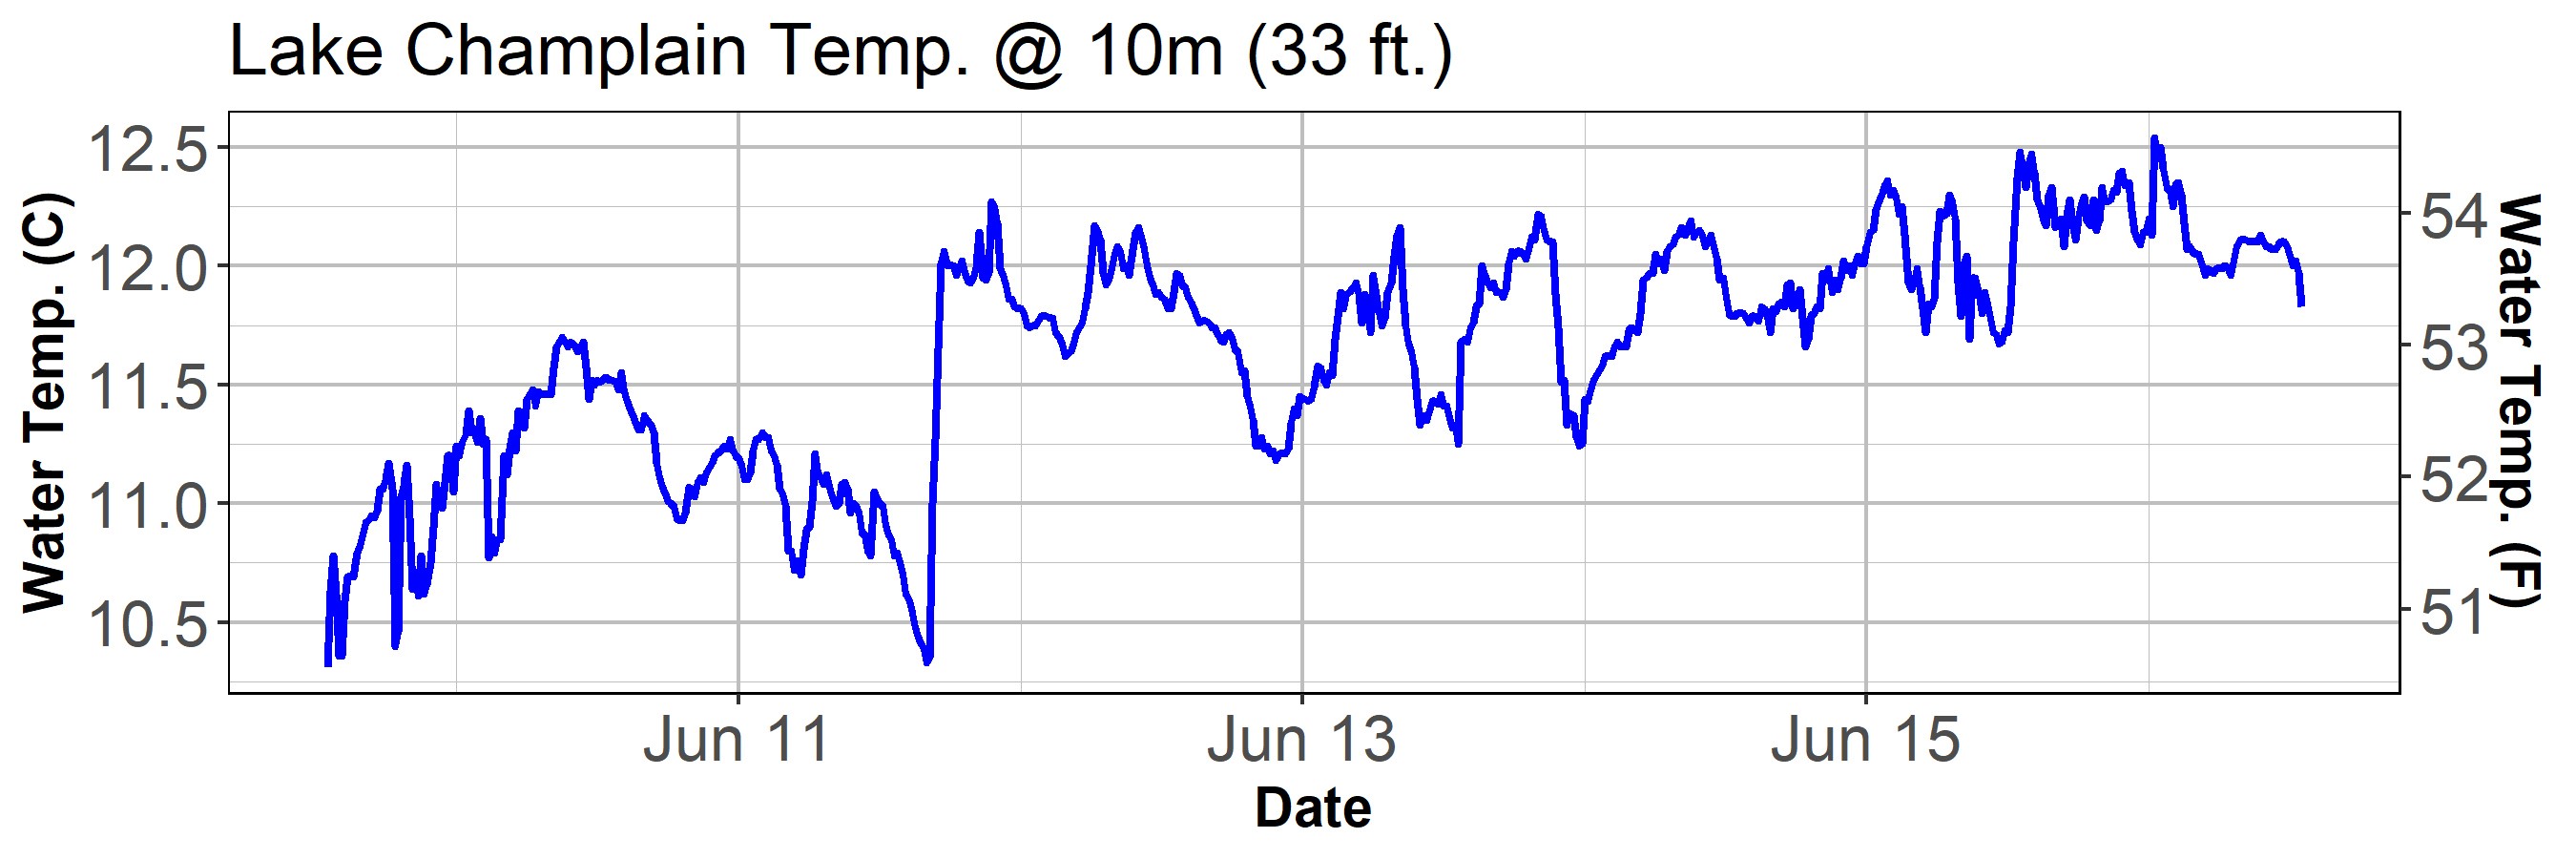 Lake Champlain Temp. @ 10m (33 ft.)
Water Temp. (C)
12.5
12.0
11.5
11.0
10.5
54
53
52
51
Water Temp. (F)
Jun 11
Jun 13
Jun 15
Date